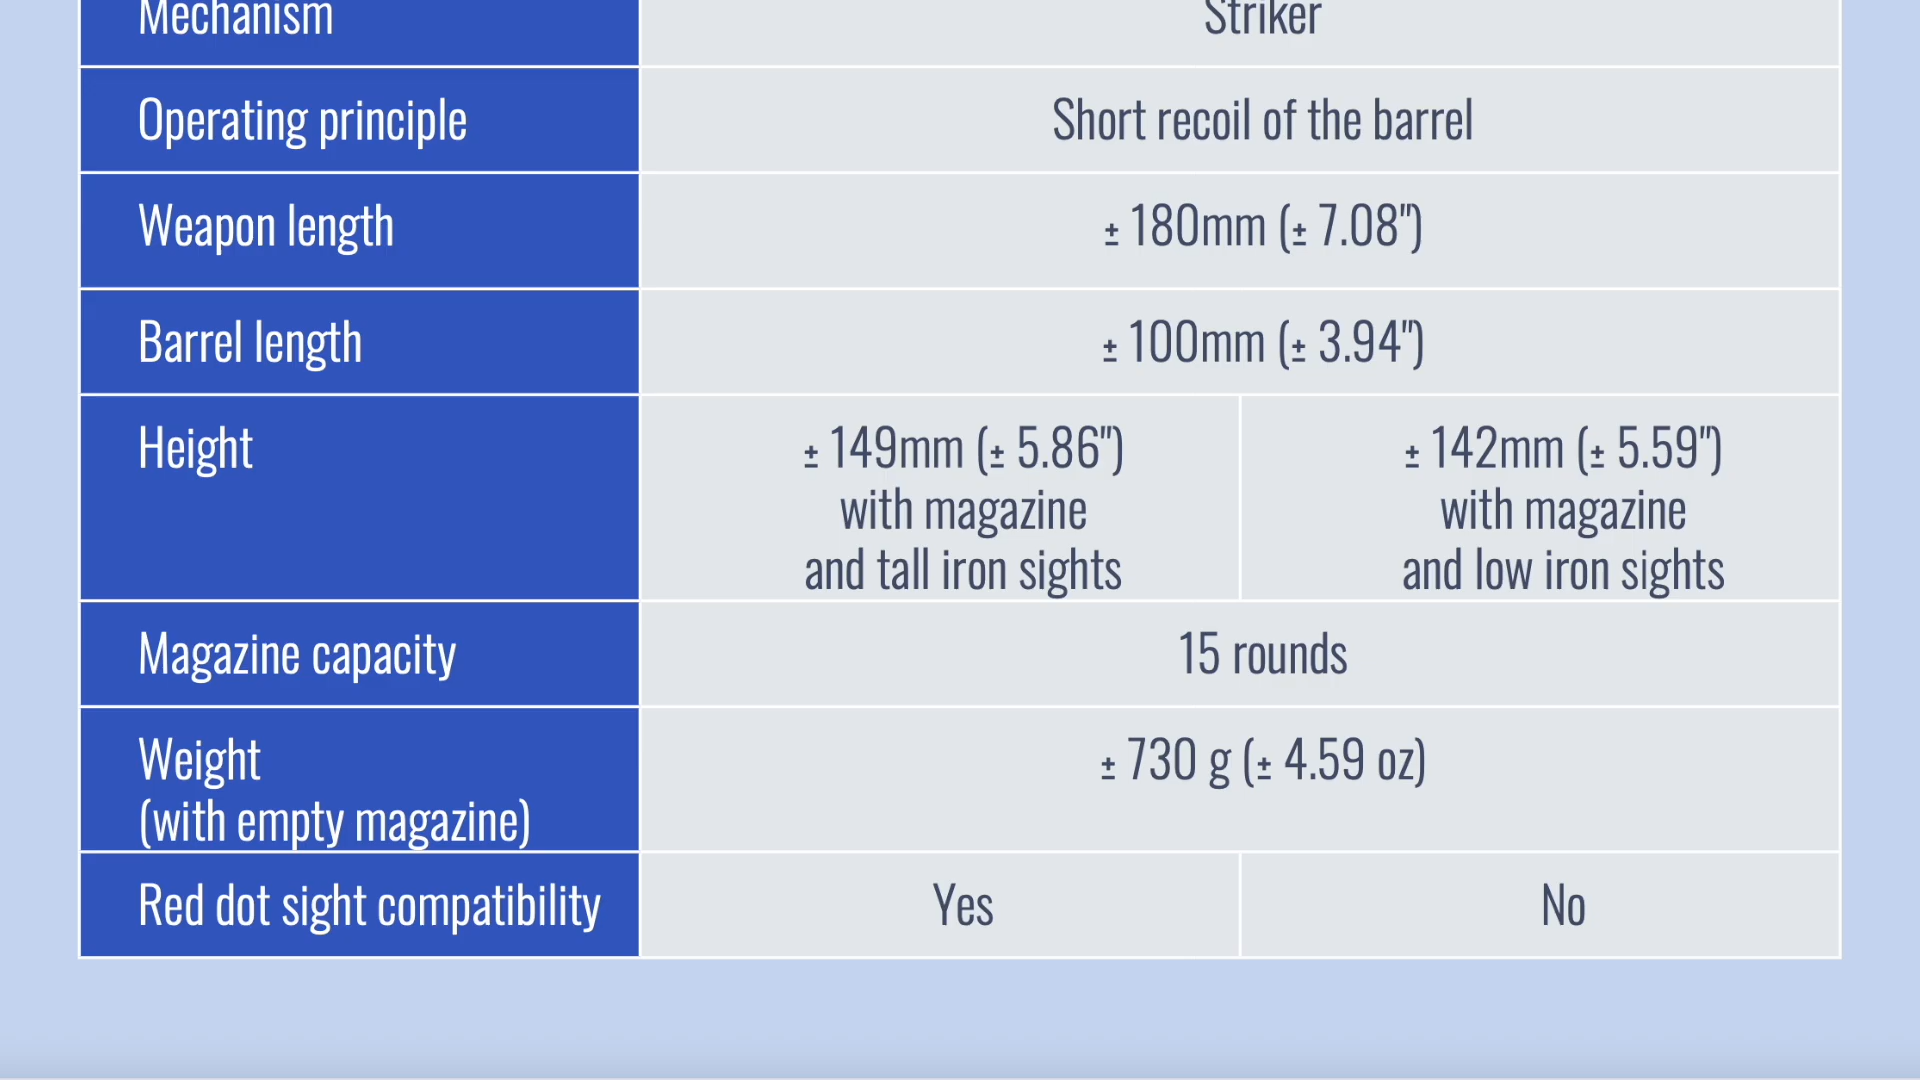 Mechanism Striker
Operating principle Short recoil of the barrel
Weapon length ± 180mm (± 7.08")
Barrel length ± 100mm (± 3.94")
Height ± 149mm (± 5.86") ± 142mm (± 5.59")
with magazine with magazine
and tall iron sights and low iron sights
Magazine capacity 15 rounds
Weight ± 730 g (± 4.59 oz)
(with empty magazine)
Red dot sight compatibility Yes No